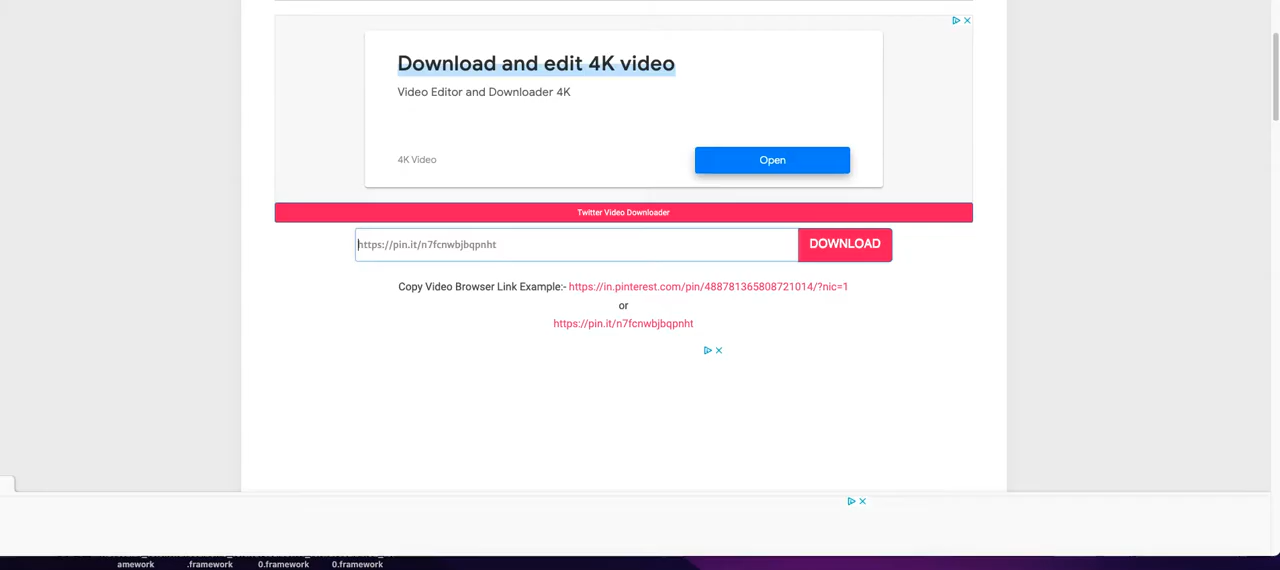 Download and edit 4K video
Video Editor and Downloader 4K
4K Video
Open
Twitter Video Downloader
https://pin.it/n7fcnwbjbqpnht
DOWNLOAD
Copy Video Browser Link Example:- https://in.pinterest.com/pin/488781365808721014/?nic=1
or
https://pin.it/n7fcnwbjbqpnht
amework .framework 0.framework 0.framework